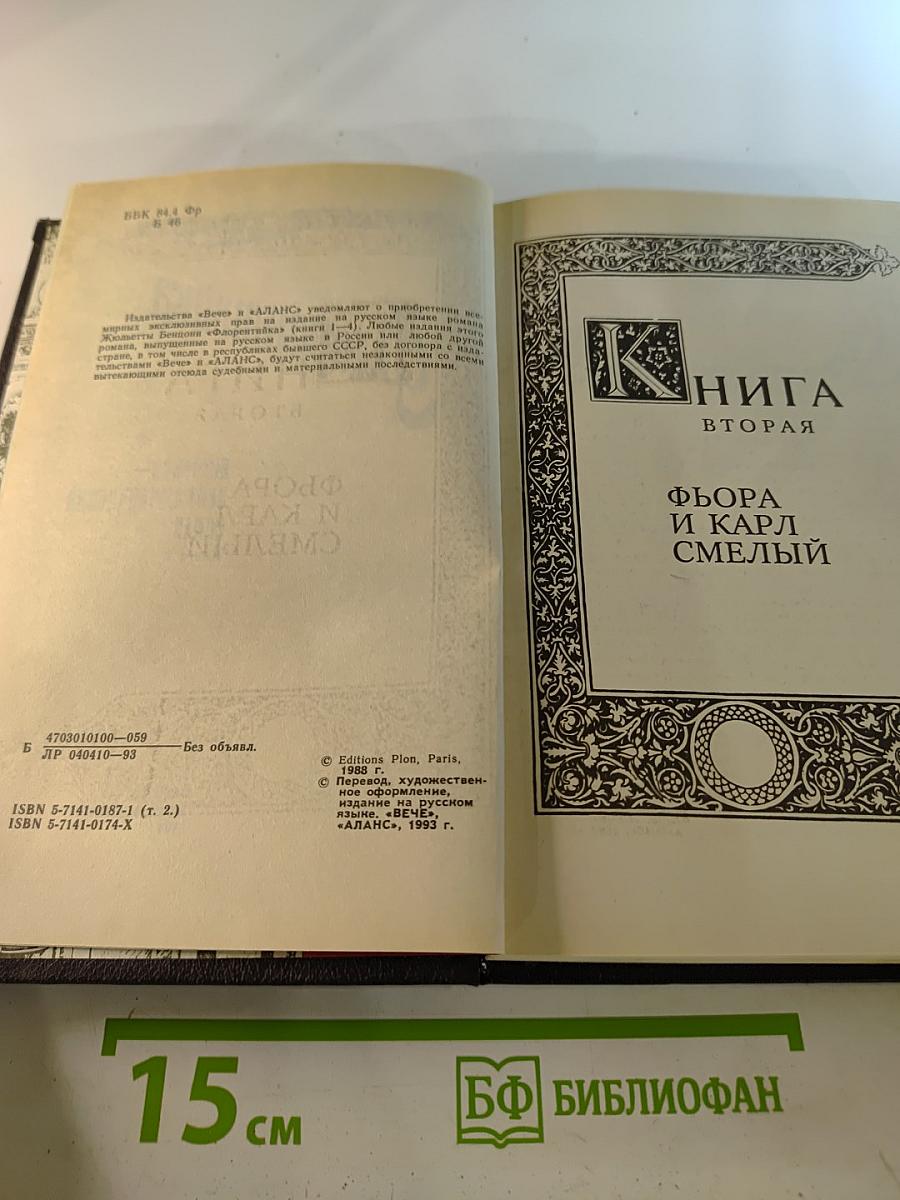 ББК 84.4 Фр
Б 46
Издательства «Вече» и «АЛАНС» уведомляют о приобретении все-
мирных эксклюзивных прав на издание на русском языке романа
Жюльетты Бенцони «Флорентийка» (книги 1—4). Любые издания этого
романа, выпущенные на русском языке в России или любой другой
стране, в том числе в республиках бывшего СССР, без договора с изда-
тельствами «Вече» и «АЛАНС», будут считаться незаконными со всеми
вытекающими отсюда судебными и материальными последствиями.
Б 4703010100—059
ЛР 040410—93 —Без объявл.
ISBN 5-7141-0187-1 (т. 2.)
ISBN 5-7141-0174-X
© Editions Plon, Paris,
1988 г.
© Перевод, художествен-
ное оформление,
издание на русском
языке. «ВЕЧЕ»,
«АЛАНС», 1993 г.
КНИГА
ВТОРАЯ
ФЬОРА
И КАРЛ
СМЕЛЫЙ
15 см
БФ БИБЛИОФАН